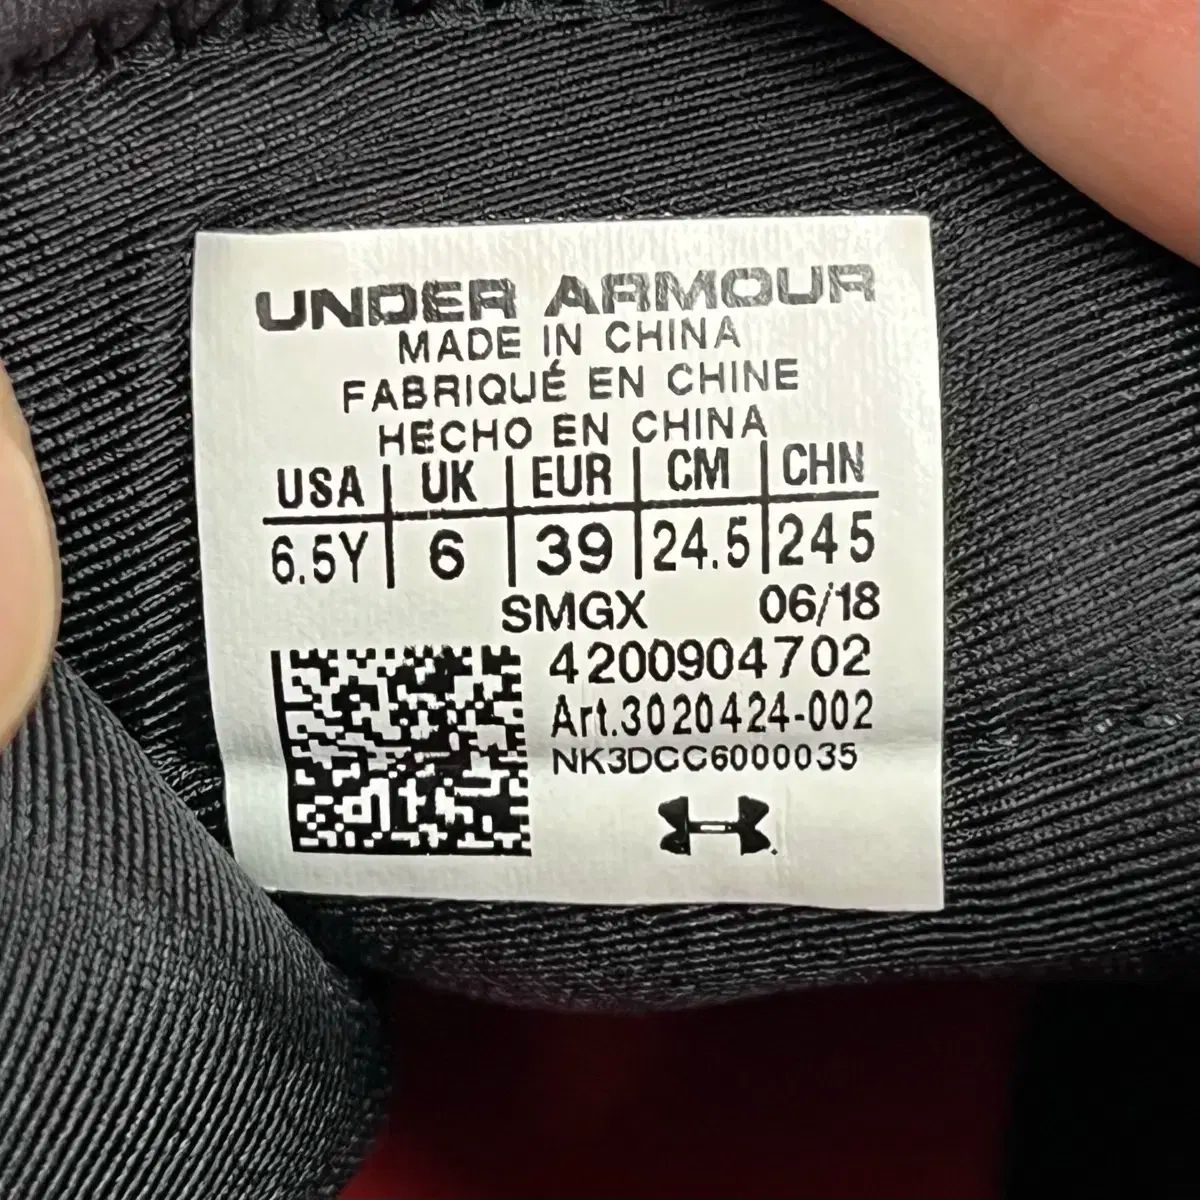 UNDER ARMOUR
MADE IN CHINA
FABRIQUÉ EN CHINE
HECHO EN CHINA
USA | UK | EUR | CM | CHN
6.5Y | 6 | 39 | 24.5 | 245
SMGX 06/18
4200904702
Art.3020424-002
NK3DCC6000035